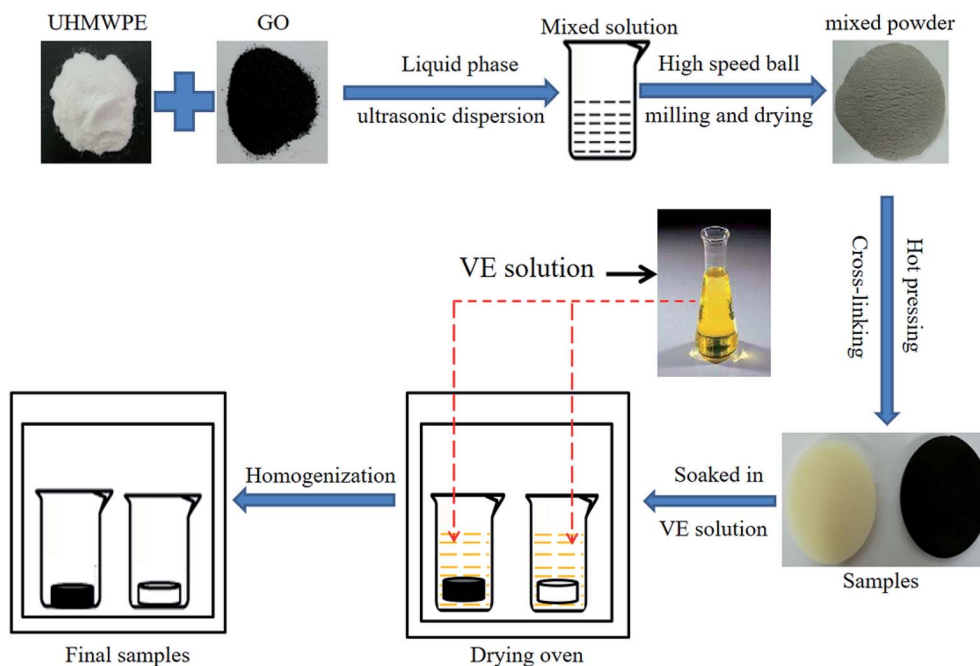 UHMWPE
GO
Liquid phase
ultrasonic dispersion
Mixed solution
High speed ball
milling and drying
mixed powder
Hot pressing
Cross-linking
VE solution
Samples
Soaked in
VE solution
Drying oven
Homogenization
Final samples